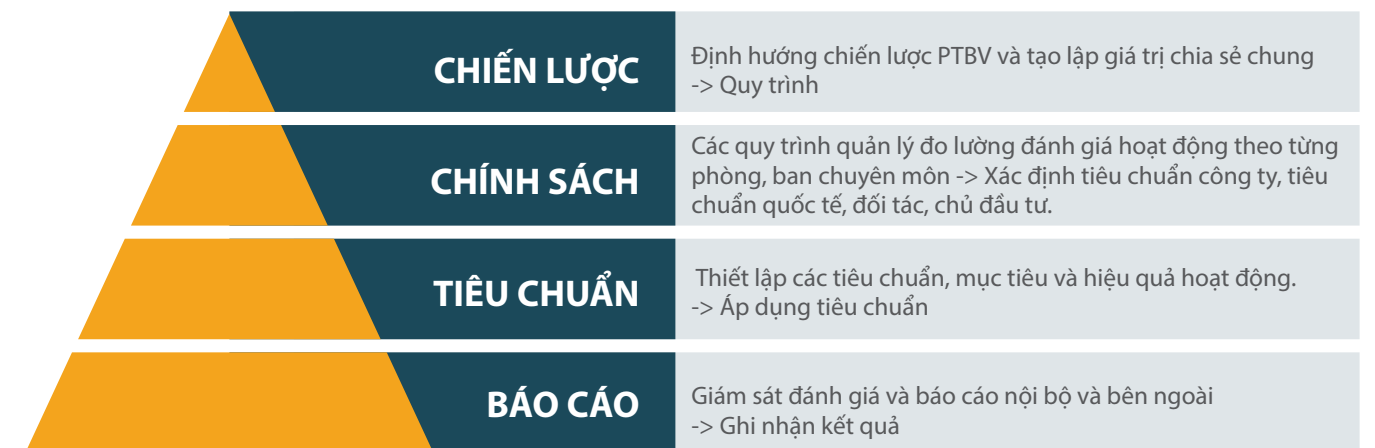 CHIẾN LƯỢC
Định hướng chiến lược PTBV và tạo lập giá trị chia sẻ chung
-> Quy trình
CHÍNH SÁCH
Các quy trình quản lý đo lường đánh giá hoạt động theo từng
phòng, ban chuyên môn -> Xác định tiêu chuẩn công ty, tiêu
chuẩn quốc tế, đối tác, chủ đầu tư.
TIÊU CHUẨN
Thiết lập các tiêu chuẩn, mục tiêu và hiệu quả hoạt động.
-> Áp dụng tiêu chuẩn
BÁO CÁO
Giám sát đánh giá và báo cáo nội bộ và bên ngoài
-> Ghi nhận kết quả